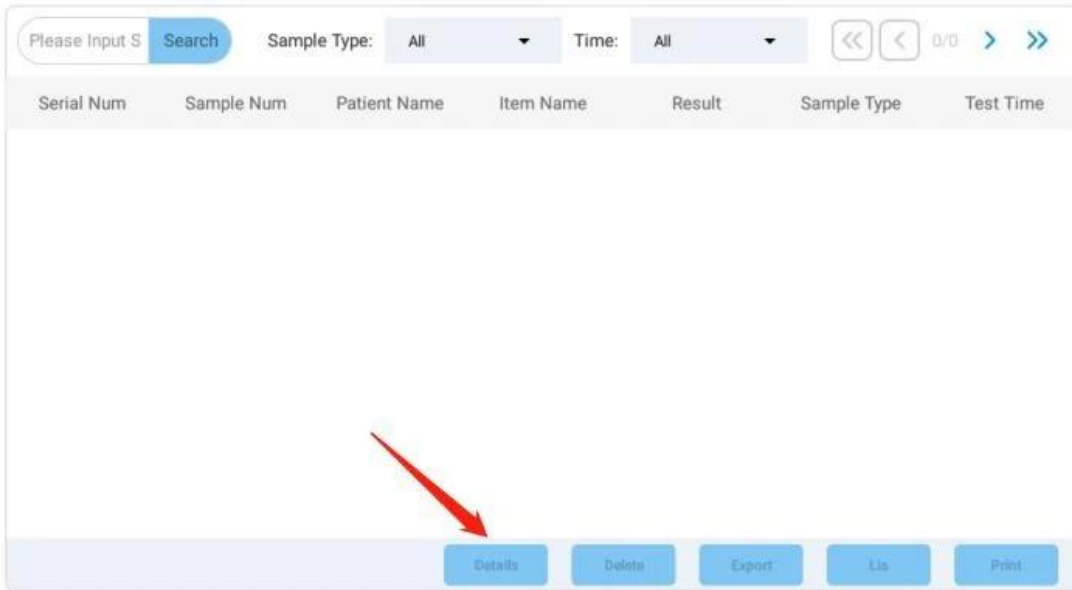 Please Input S Search Sample Type: All Time: All 0/0
Serial Num Sample Num Patient Name Item Name Result Sample Type Test Time
Details Delete Export Lis Print